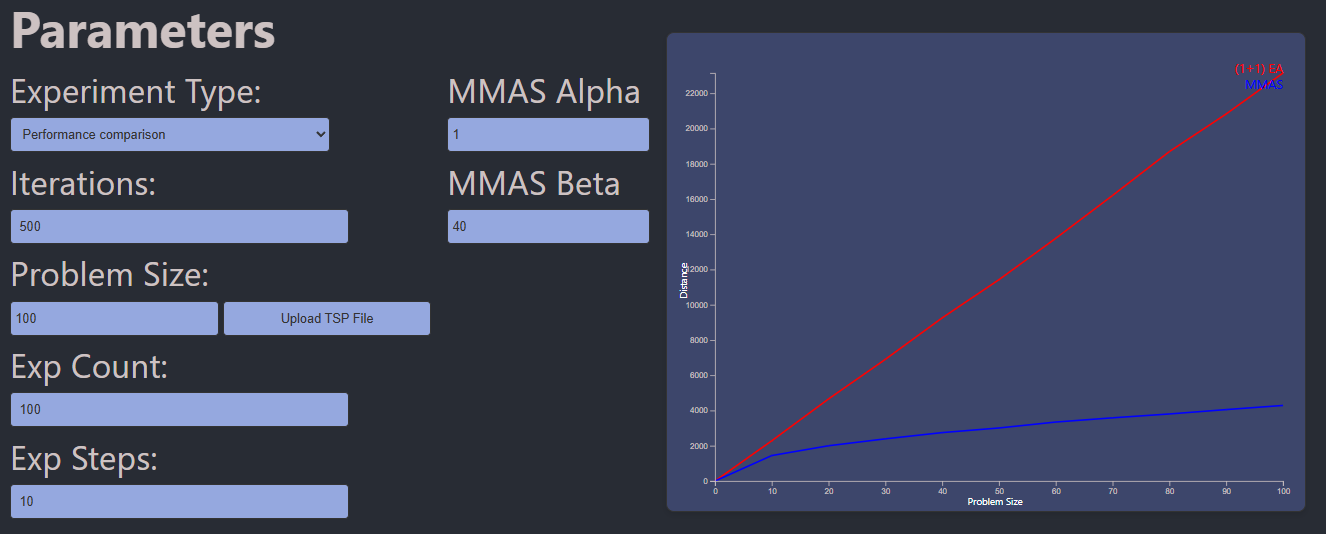 Parameters
Experiment Type:
Performance comparison
Iterations:
500
Problem Size:
100
Upload TSP File
Exp Count:
100
Exp Steps:
10
MMAS Alpha
1
MMAS Beta
40
(1+1) EA
MMAS
22000
20000
18000
16000
14000
12000
10000
8000
6000
4000
2000
0
Distance
0 10 20 30 40 50 60 70 80 90 100
Problem Size